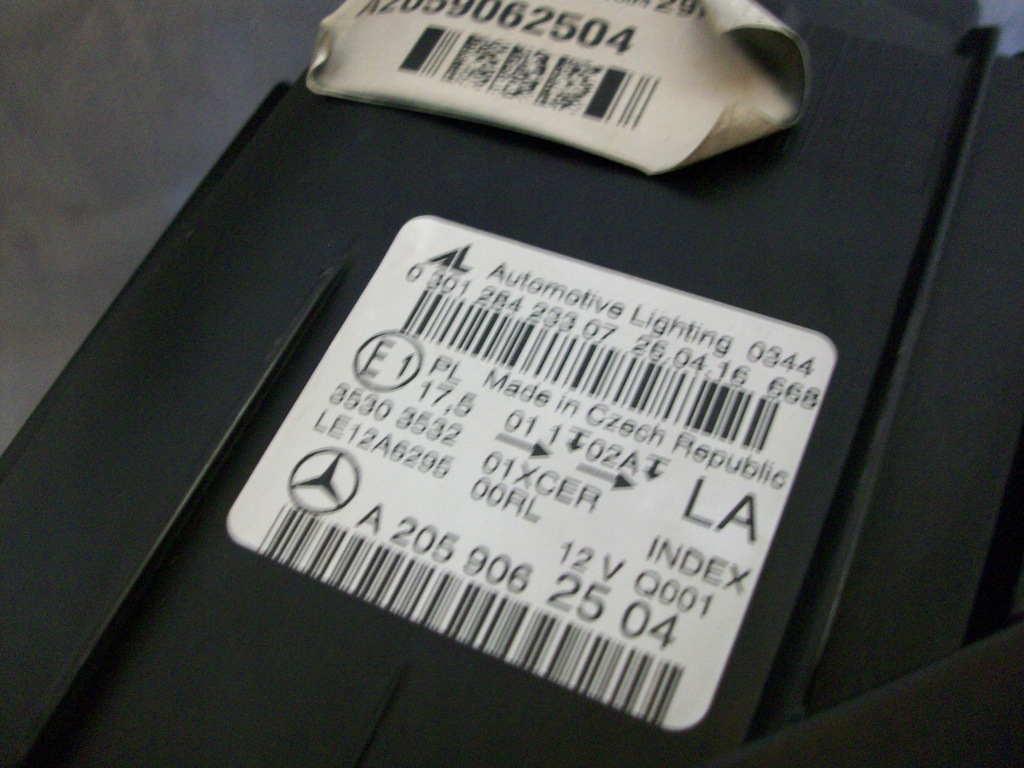 A2059062504
AL Automotive Lighting 0344
0 301 284 293 07 26.04.16 668
E1 PL Made in Czech Republic
17,5
3530 3532 01 1 02A
LE12A6295 01XCER LA
00RL
12 V INDEX
Q001
A 205 906 25 04